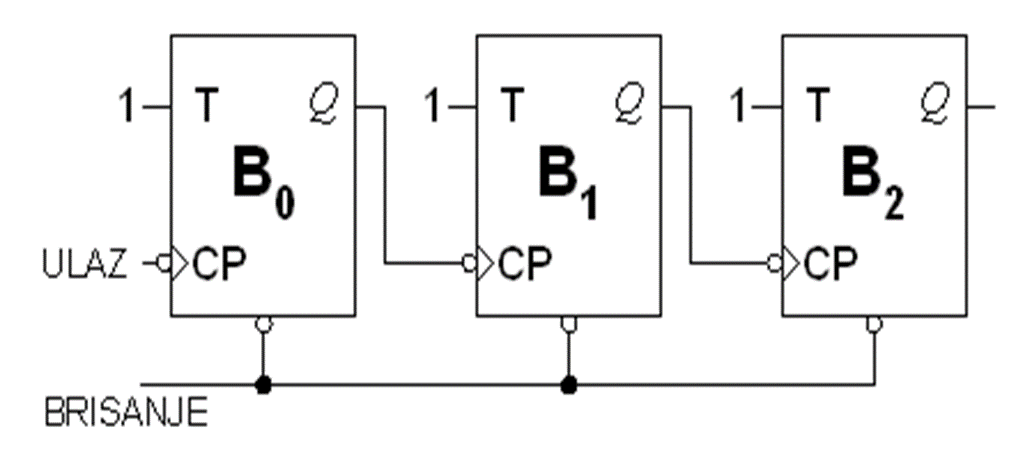 1 T Q 1 T Q 1 T Q
B0 B1 B2
ULAZ CP CP CP
BRISANJE